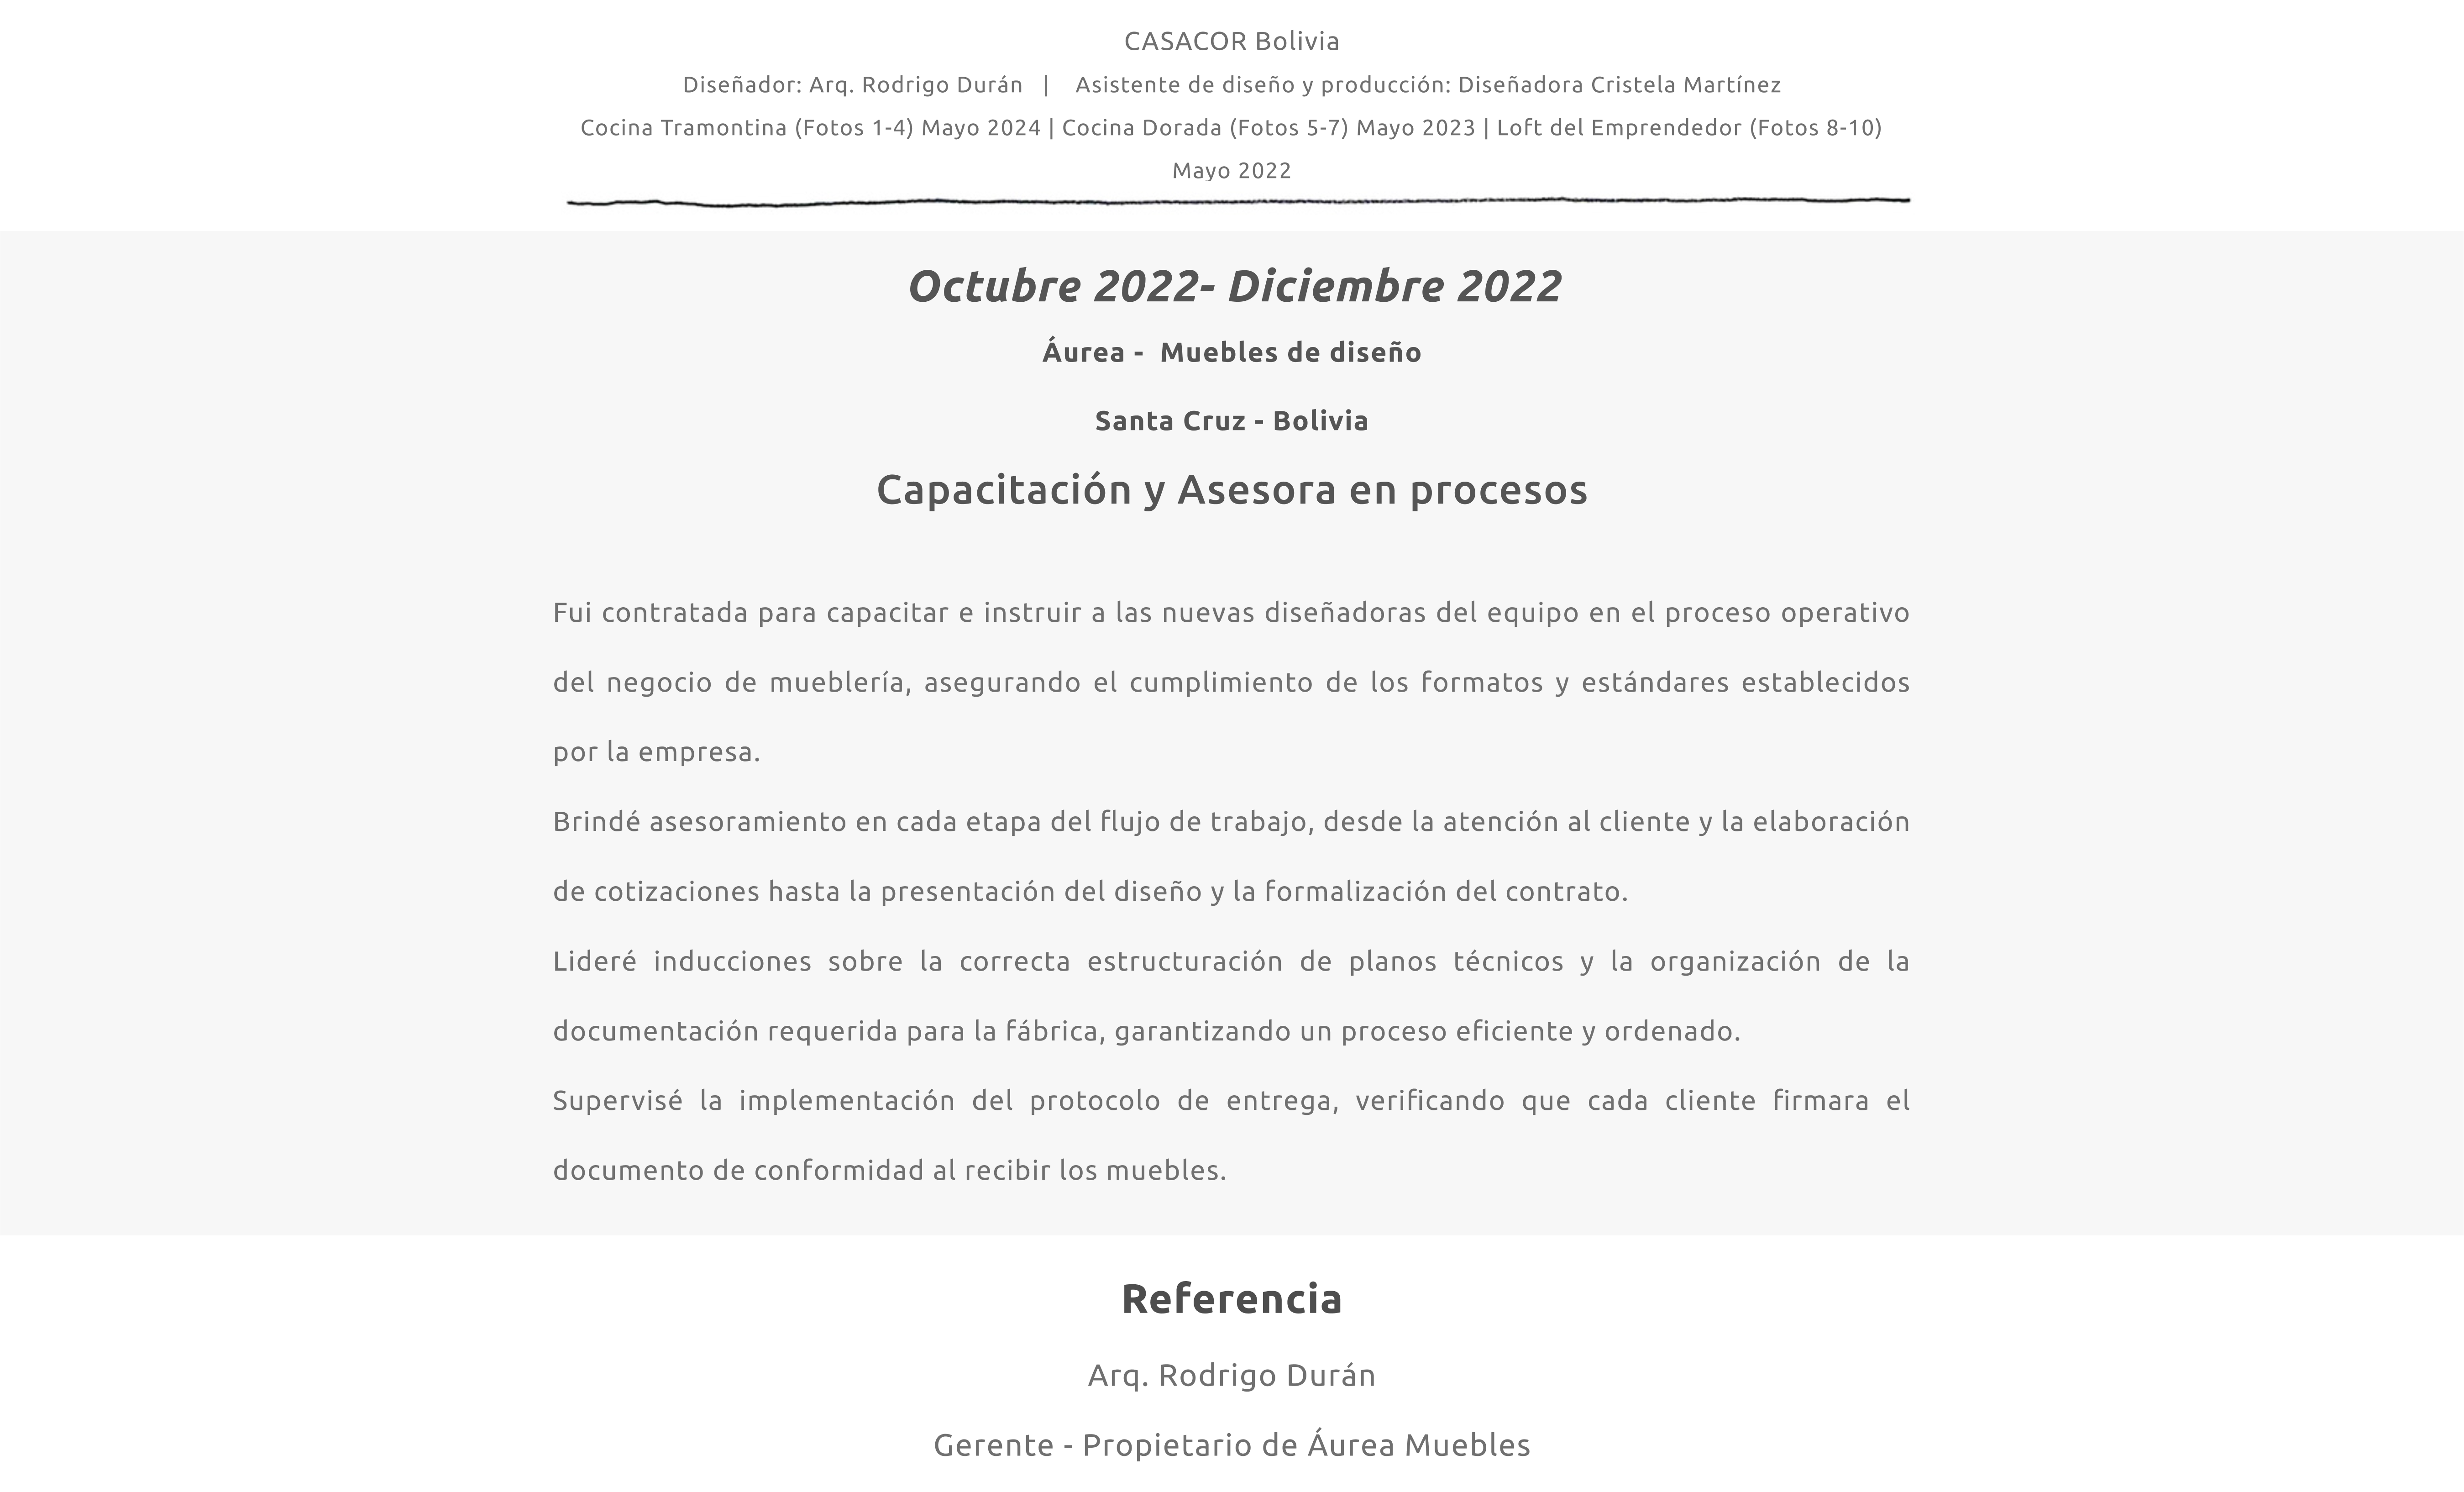 CASACOR Bolivia
Diseñador: Arq. Rodrigo Durán | Asistente de diseño y producción: Diseñadora Cristela Martínez
Cocina Tramontina (Fotos 1-4) Mayo 2024 | Cocina Dorada (Fotos 5-7) Mayo 2023 | Loft del Emprendedor (Fotos 8-10)
Mayo 2022
Octubre 2022- Diciembre 2022
Áurea - Muebles de diseño
Santa Cruz - Bolivia
Capacitación y Asesora en procesos
Fui contratada para capacitar e instruir a las nuevas diseñadoras del equipo en el proceso operativo
del negocio de mueblería, asegurando el cumplimiento de los formatos y estándares establecidos
por la empresa.
Brindé asesoramiento en cada etapa del flujo de trabajo, desde la atención al cliente y la elaboración
de cotizaciones hasta la presentación del diseño y la formalización del contrato.
Lideré inducciones sobre la correcta estructuración de planos técnicos y la organización de la
documentación requerida para la fábrica, garantizando un proceso eficiente y ordenado.
Supervisé la implementación del protocolo de entrega, verificando que cada cliente firmara el
documento de conformidad al recibir los muebles.
Referencia
Arq. Rodrigo Durán
Gerente - Propietario de Áurea Muebles